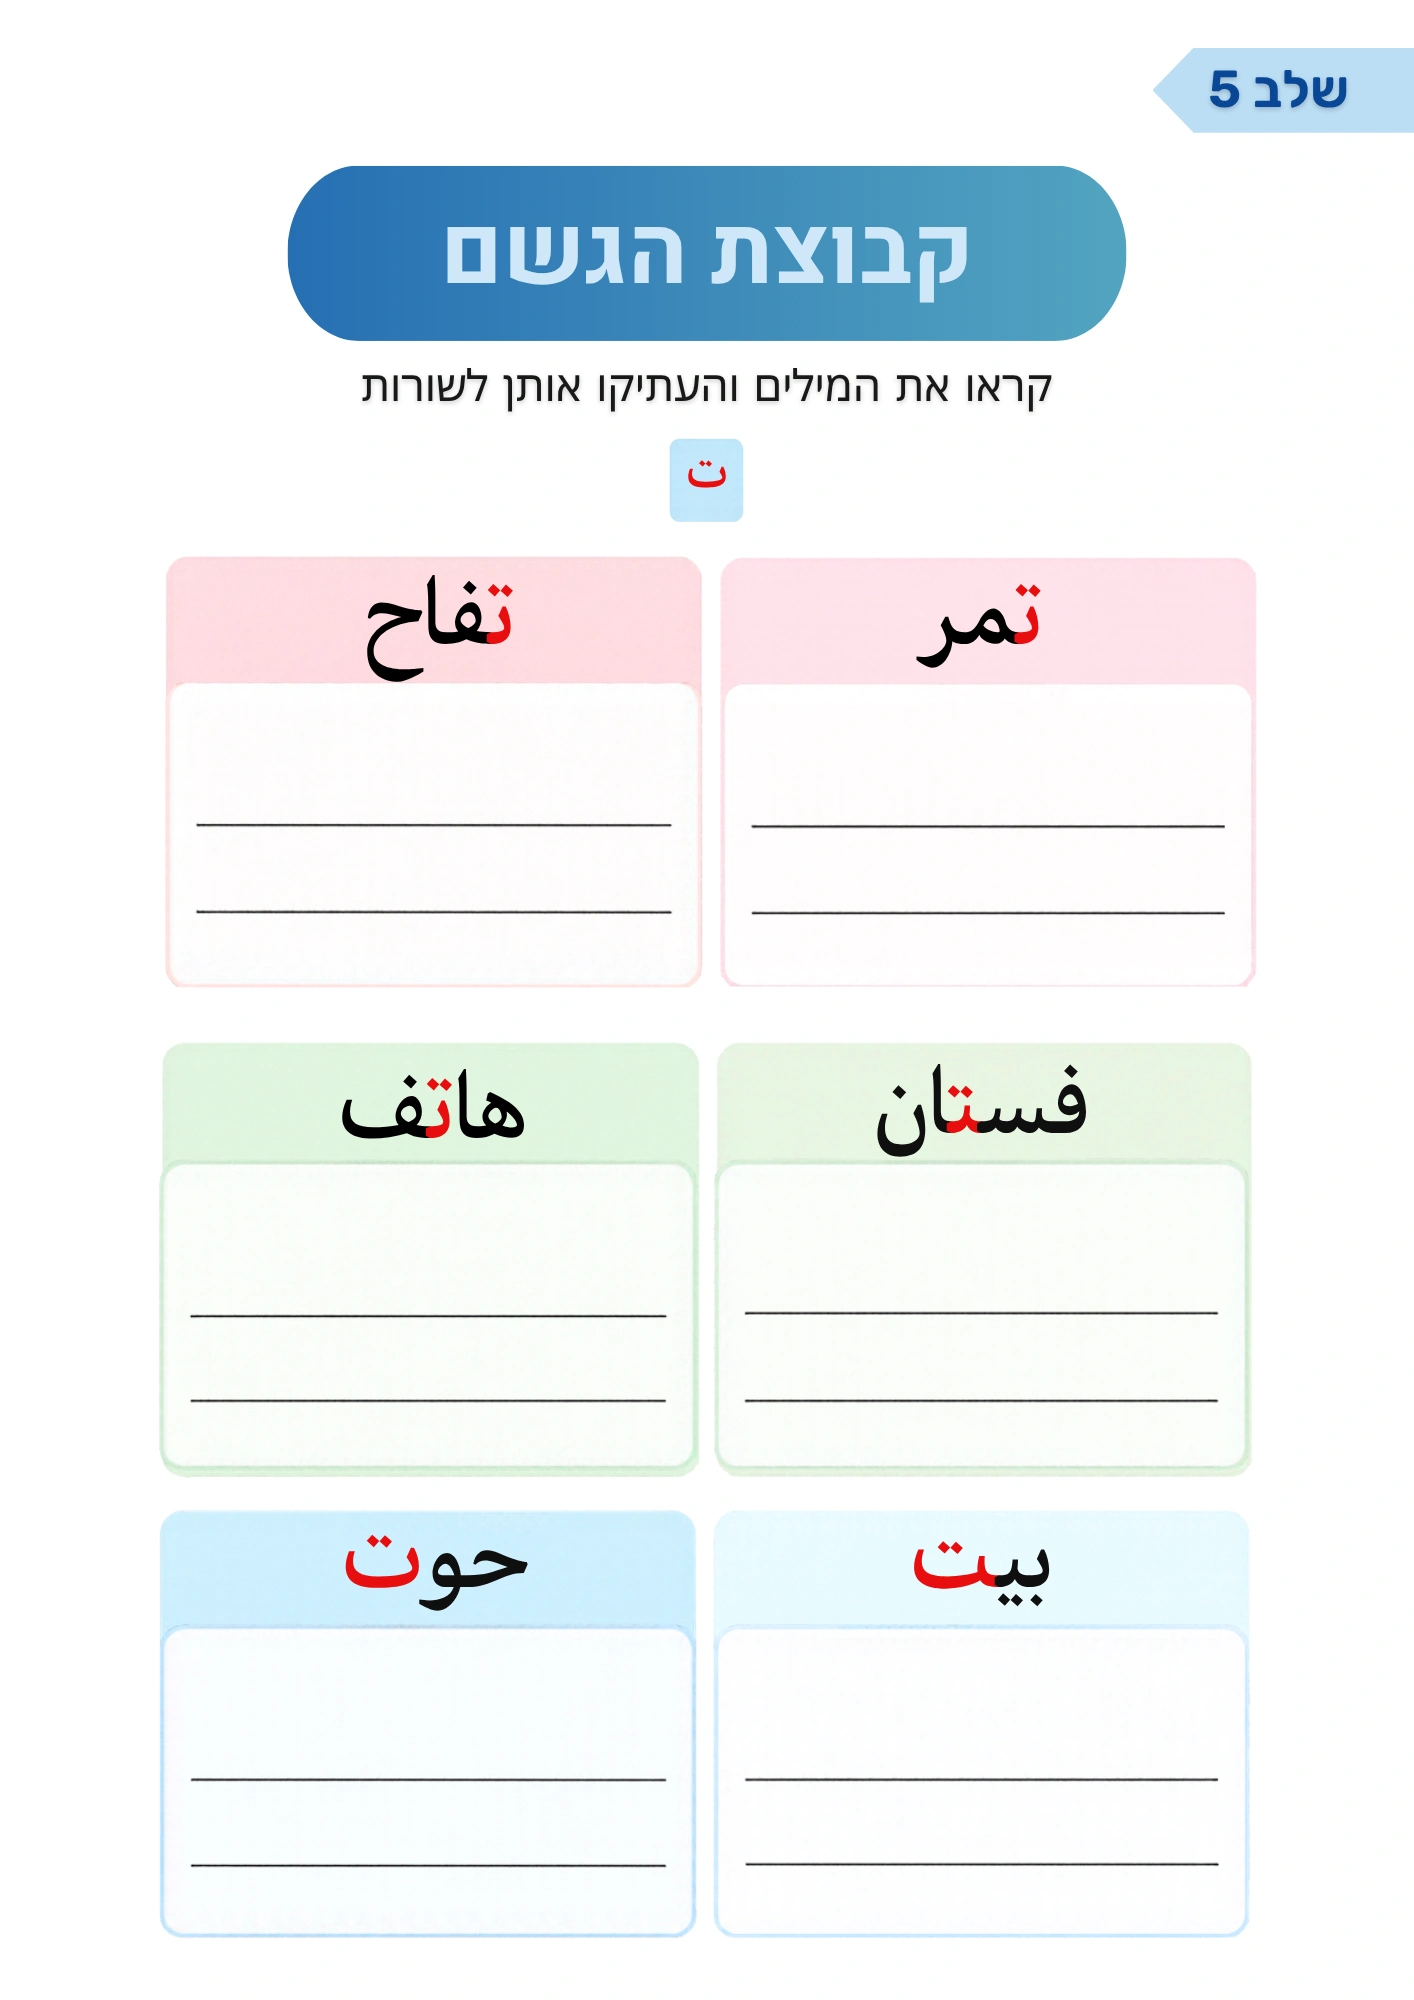 שלב 5
קבוצת הגשם
קראו את המילים והעתיקו אותן לשורות
ت
تمر
تفاح
فستان
هاتف
بيت
حوت